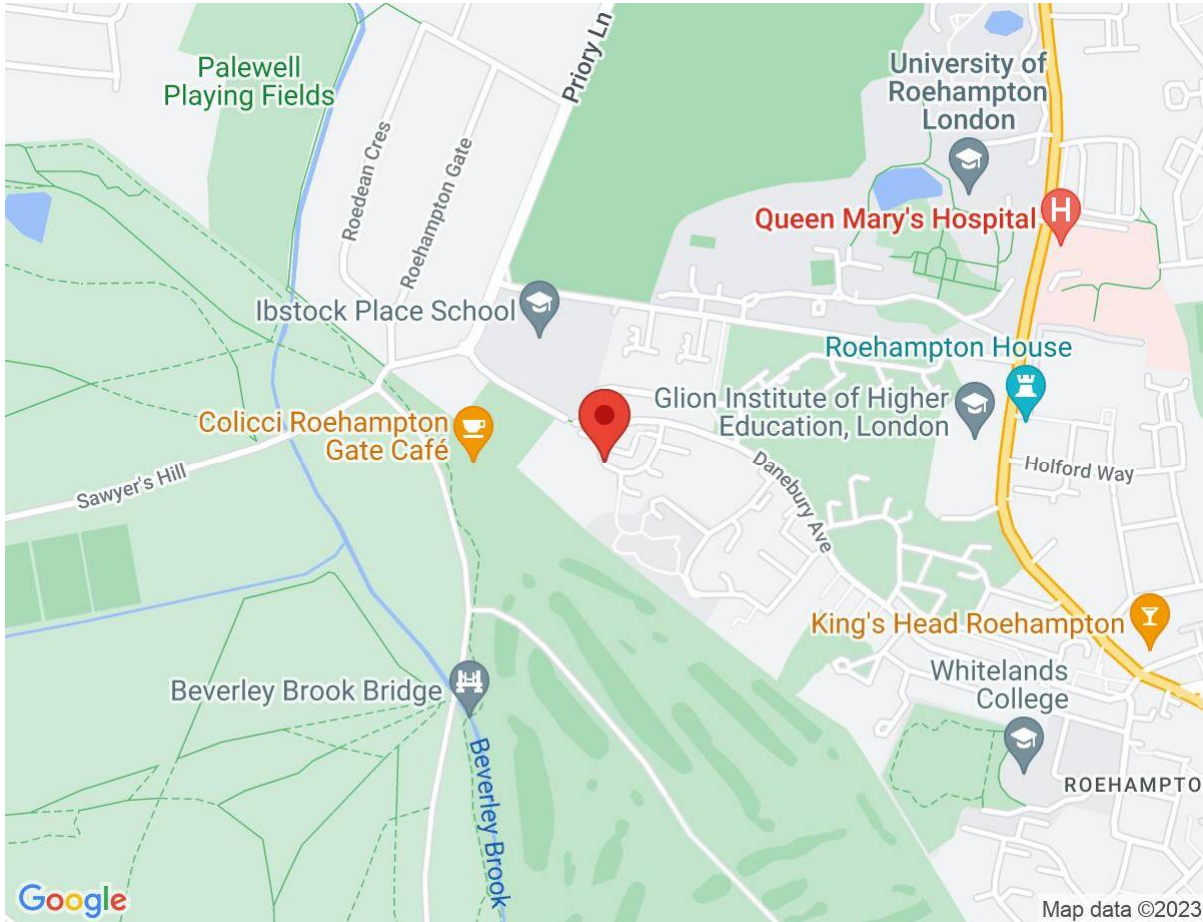 Palewell
Playing Fields
Priory Ln
University of
Roehampton
London
Roedean Cres
Roehampton Gate
Queen Mary's Hospital
H
Ibstock Place School
Roehampton House
Colicci Roehampton
Gate Café
Glion Institute of Higher
Education, London
Danebury Ave
Holford Way
Sawyer's Hill
King's Head Roehampton
Beverley Brook Bridge
Whitelands
College
Beverley Brook
ROEHAMPTO
Google
Map data ©2023